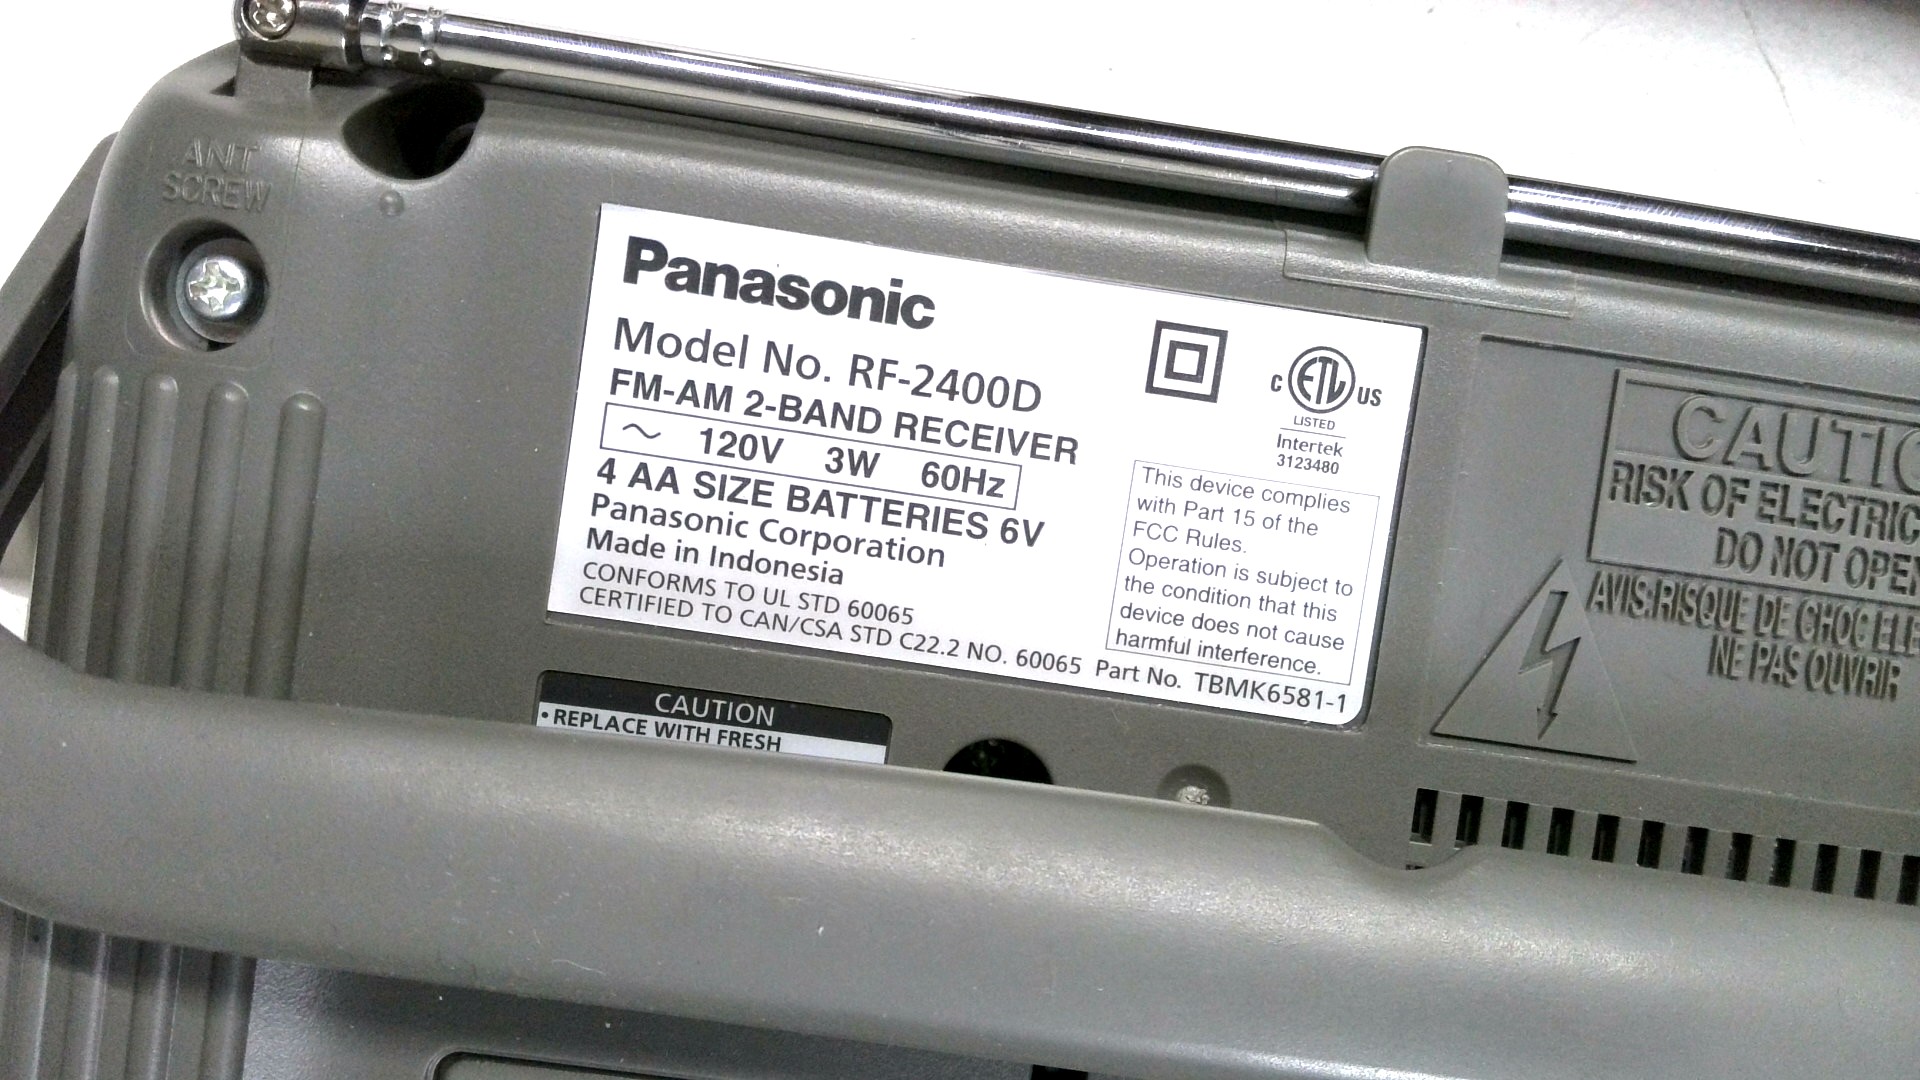 ANT
SCREW
Panasonic
Model No. RF-2400D
FM-AM 2-BAND RECEIVER
~ 120V 3W 60Hz
4 AA SIZE BATTERIES 6V
Panasonic Corporation
Made in Indonesia
CONFORMS TO UL STD 60065
CERTIFIED TO CAN/CSA STD C22.2 NO. 60065 Part No. TBMK6581-1
C ETL US
LISTED
Intertek
3123480
This device complies
with Part 15 of the
FCC Rules.
Operation is subject to
the condition that this
device does not cause
harmful interference.
CAUTION
• REPLACE WITH FRESH
RISK OF
DO NOT
AVIS: RISQUE DE CHOC
NE PAS OUVRIR